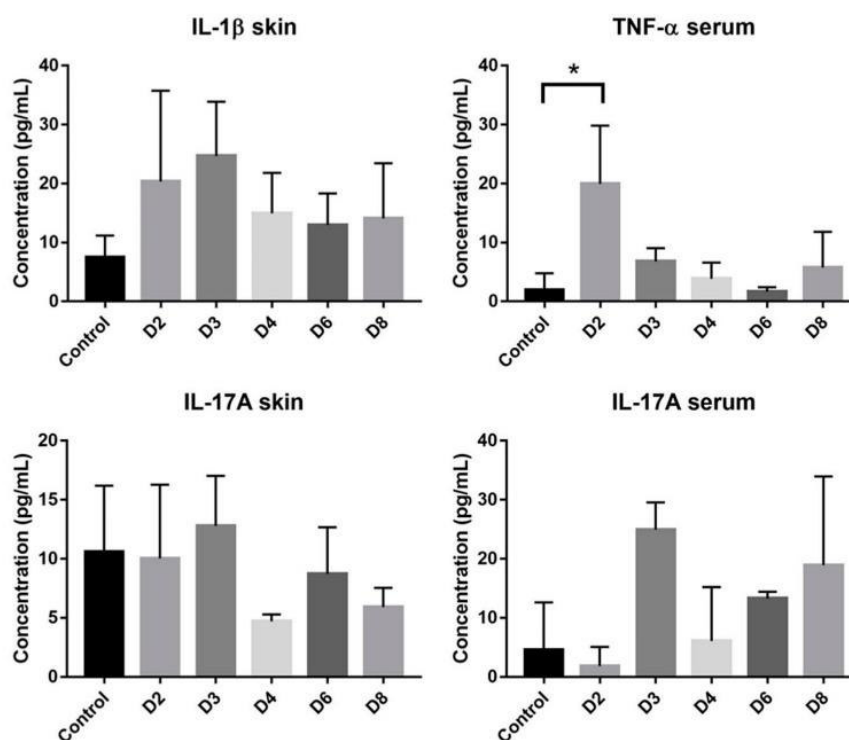 IL-1β skin
Concentration (pg/mL)
40
30
20
10
0
Control
D2
D3
D4
D6
D8
TNF-α serum
*
Concentration (pg/mL)
40
30
20
10
0
Control
D2
D3
D4
D6
D8
IL-17A skin
Concentration (pg/mL)
20
15
10
5
0
Control
D2
D3
D4
D6
D8
IL-17A serum
Concentration (pg/mL)
40
30
20
10
0
Control
D2
D3
D4
D6
D8